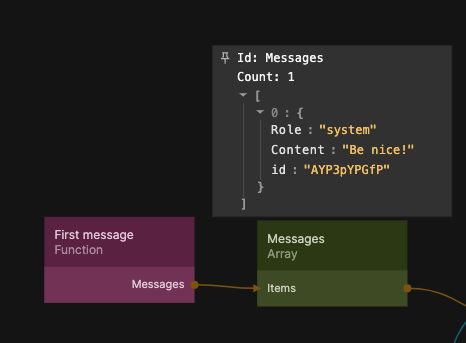 Id: Messages
Count: 1
[
0 : {
Role : "system"
Content : "Be nice!"
id : "AYP3pYPGfP"
}
]
First message
Function
Messages
Messages
Array
Items